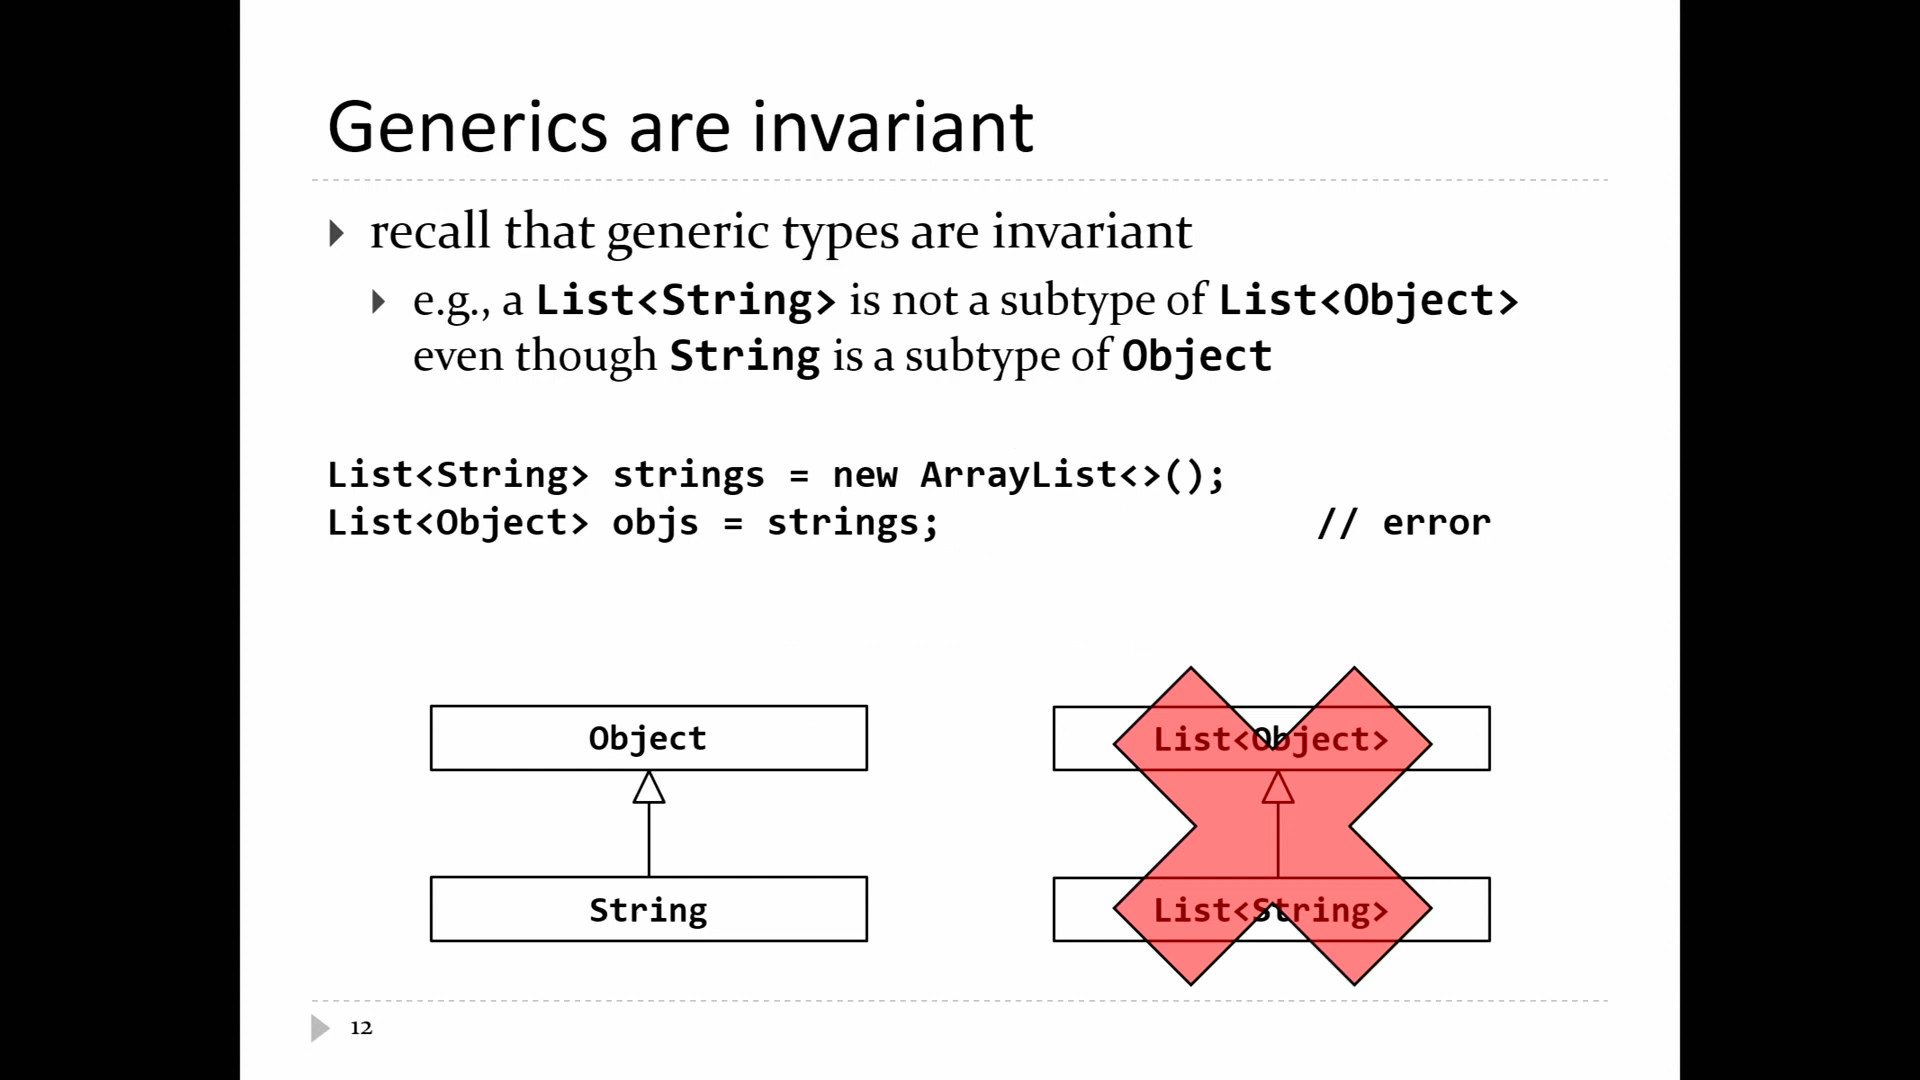 Generics are invariant
recall that generic types are invariant
e.g., a List<String> is not a subtype of List<Object>
even though String is a subtype of Object
List<String> strings = new ArrayList<>();
List<Object> objs = strings; // error
Object
List<Object>
String
List<String>
12